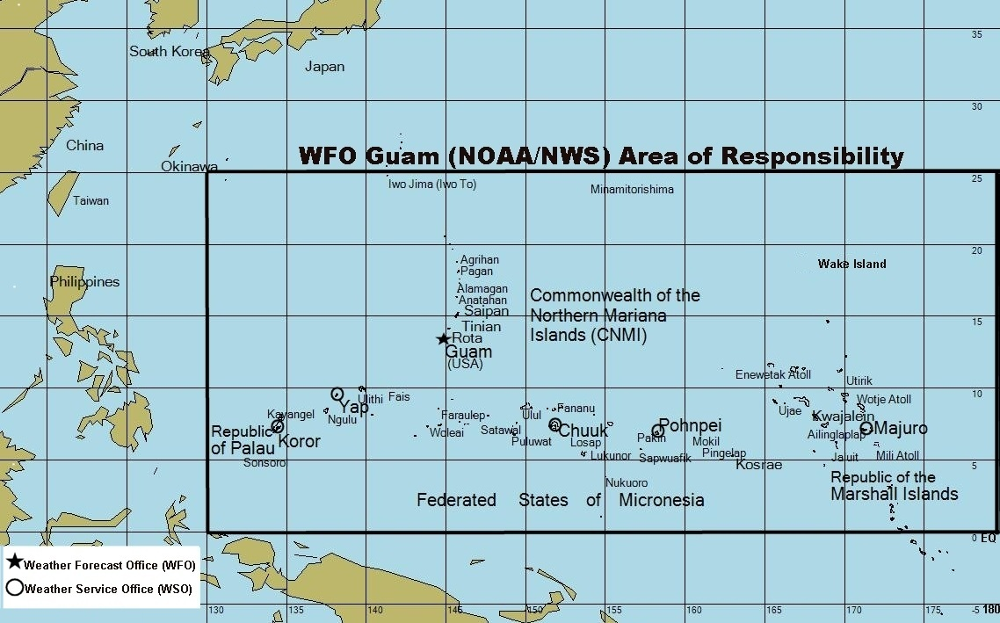 35
South Korea
Japan
30
China
WFO Guam (NOAA/NWS) Area of Responsibility
Okinawa
25
Iwo Jima (Iwo To)
Minamitorishima
Taiwan
20
Agrihan
Wake Island
Pagan
Philippines
Alamagan
Commonwealth of the
Anatahan
Saipan
Northern Mariana
15
Tinian
Islands (CNMI)
Rota
Guam
(USA)
Enewetak Atoll
Utirik
10
Ulithi
Fais
Wotje Atoll
Yap
Fananu
Ujae
Kayangel
Ngulu
Faraulep
Ulul
Kwajalein
Pohnpei
Majuro
Republic
of Palau
Koror
Woleai
Satawal
Chuuk
Pakin
Ailinglaplap
Puluwat
Losap
Mokil
Lukunor
Sapwuafik
Pingelap
Jaluit
Mili Atoll
Sonsoro
Kosrae
5
Nukuoro
Republic of the
Marshall Islands
Federated States of Micronesia
0 EQ
Weather Forecast Office (WFO)
Weather Service Office (WSO)
130
135
140
145
150
155
160
165
170
175
-5
180